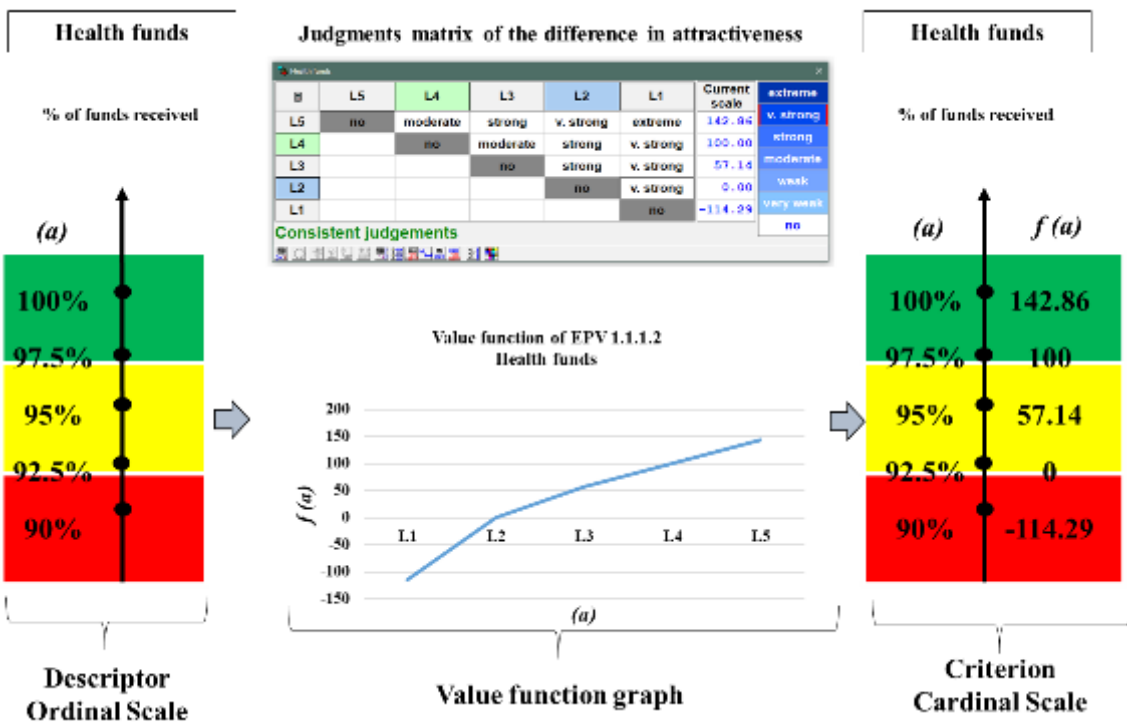 Health funds
% of funds received
(a)
100%
97.5%
95%
92.5%
90%
Descriptor
Ordinal Scale
Judgments matrix of the difference in attractiveness
Health funds
L5 L4 L3 L2 L1 Current scale
L5 no moderate strong v. strong extreme 142.86
L4 no moderate strong v. strong 100.00
L3 no strong v. strong 57.14
L2 no v. strong 0.00
L1 no -114.29
extreme
v. strong
strong
moderate
weak
very weak
no
Consistent judgements
Value function of EPV 1.1.1.2
Health funds
f (a)
200
150
100
50
0
-50
-100
-150
L1 L2 L3 L4 L5
(a)
Value function graph
Health funds
% of funds received
(a) f (a)
100% 142.86
97.5% 100
95% 57.14
92.5% 0
90% -114.29
Criterion
Cardinal Scale